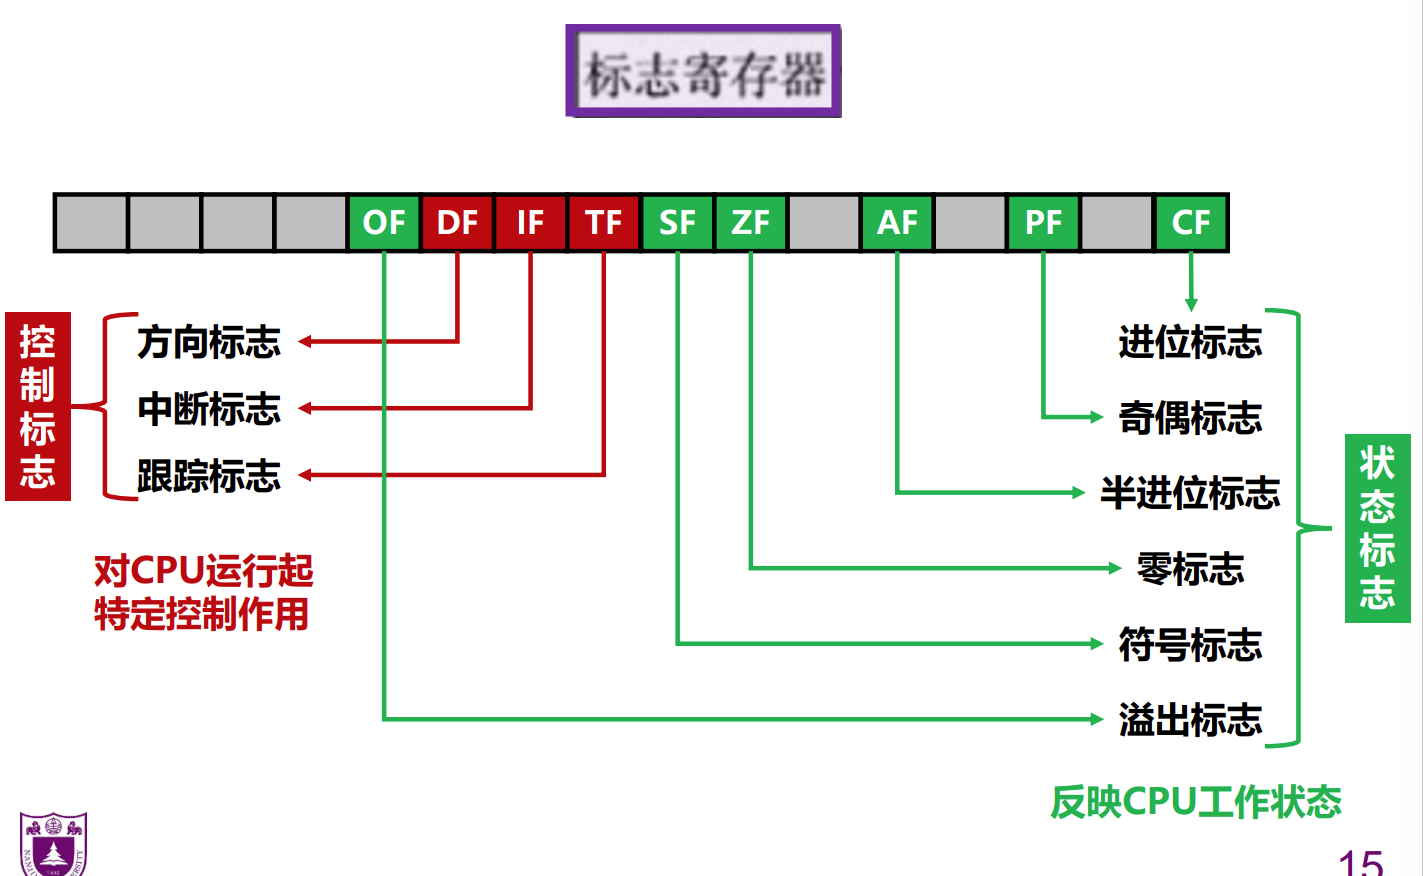 标志寄存器
OF DF IF TF SF ZF AF PF CF
控制标志
方向标志
中断标志
跟踪标志
对CPU运行起
特定控制作用
进位标志
奇偶标志
半进位标志
零标志
符号标志
溢出标志
状态标志
反映CPU工作状态
15